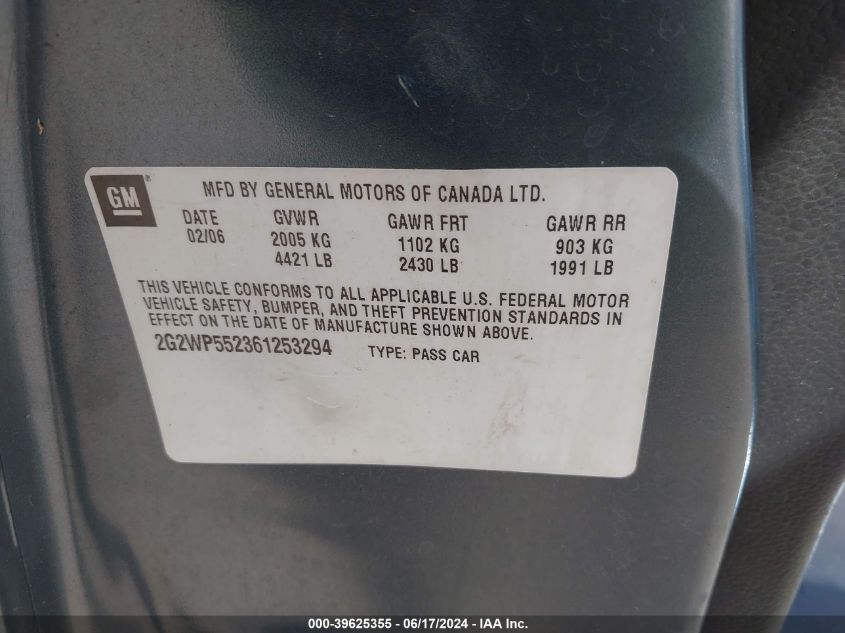 GM
MFD BY GENERAL MOTORS OF CANADA LTD.
DATE GVWR GAWR FRT GAWR RR
02/06 2005 KG 1102 KG 903 KG
4421 LB 2430 LB 1991 LB
THIS VEHICLE CONFORMS TO ALL APPLICABLE U.S. FEDERAL MOTOR
VEHICLE SAFETY, BUMPER, AND THEFT PREVENTION STANDARDS IN
EFFECT ON THE DATE OF MANUFACTURE SHOWN ABOVE.
2G2WP552361253294 TYPE: PASS CAR
000-39625355 - 06/17/2024 - IAA Inc.